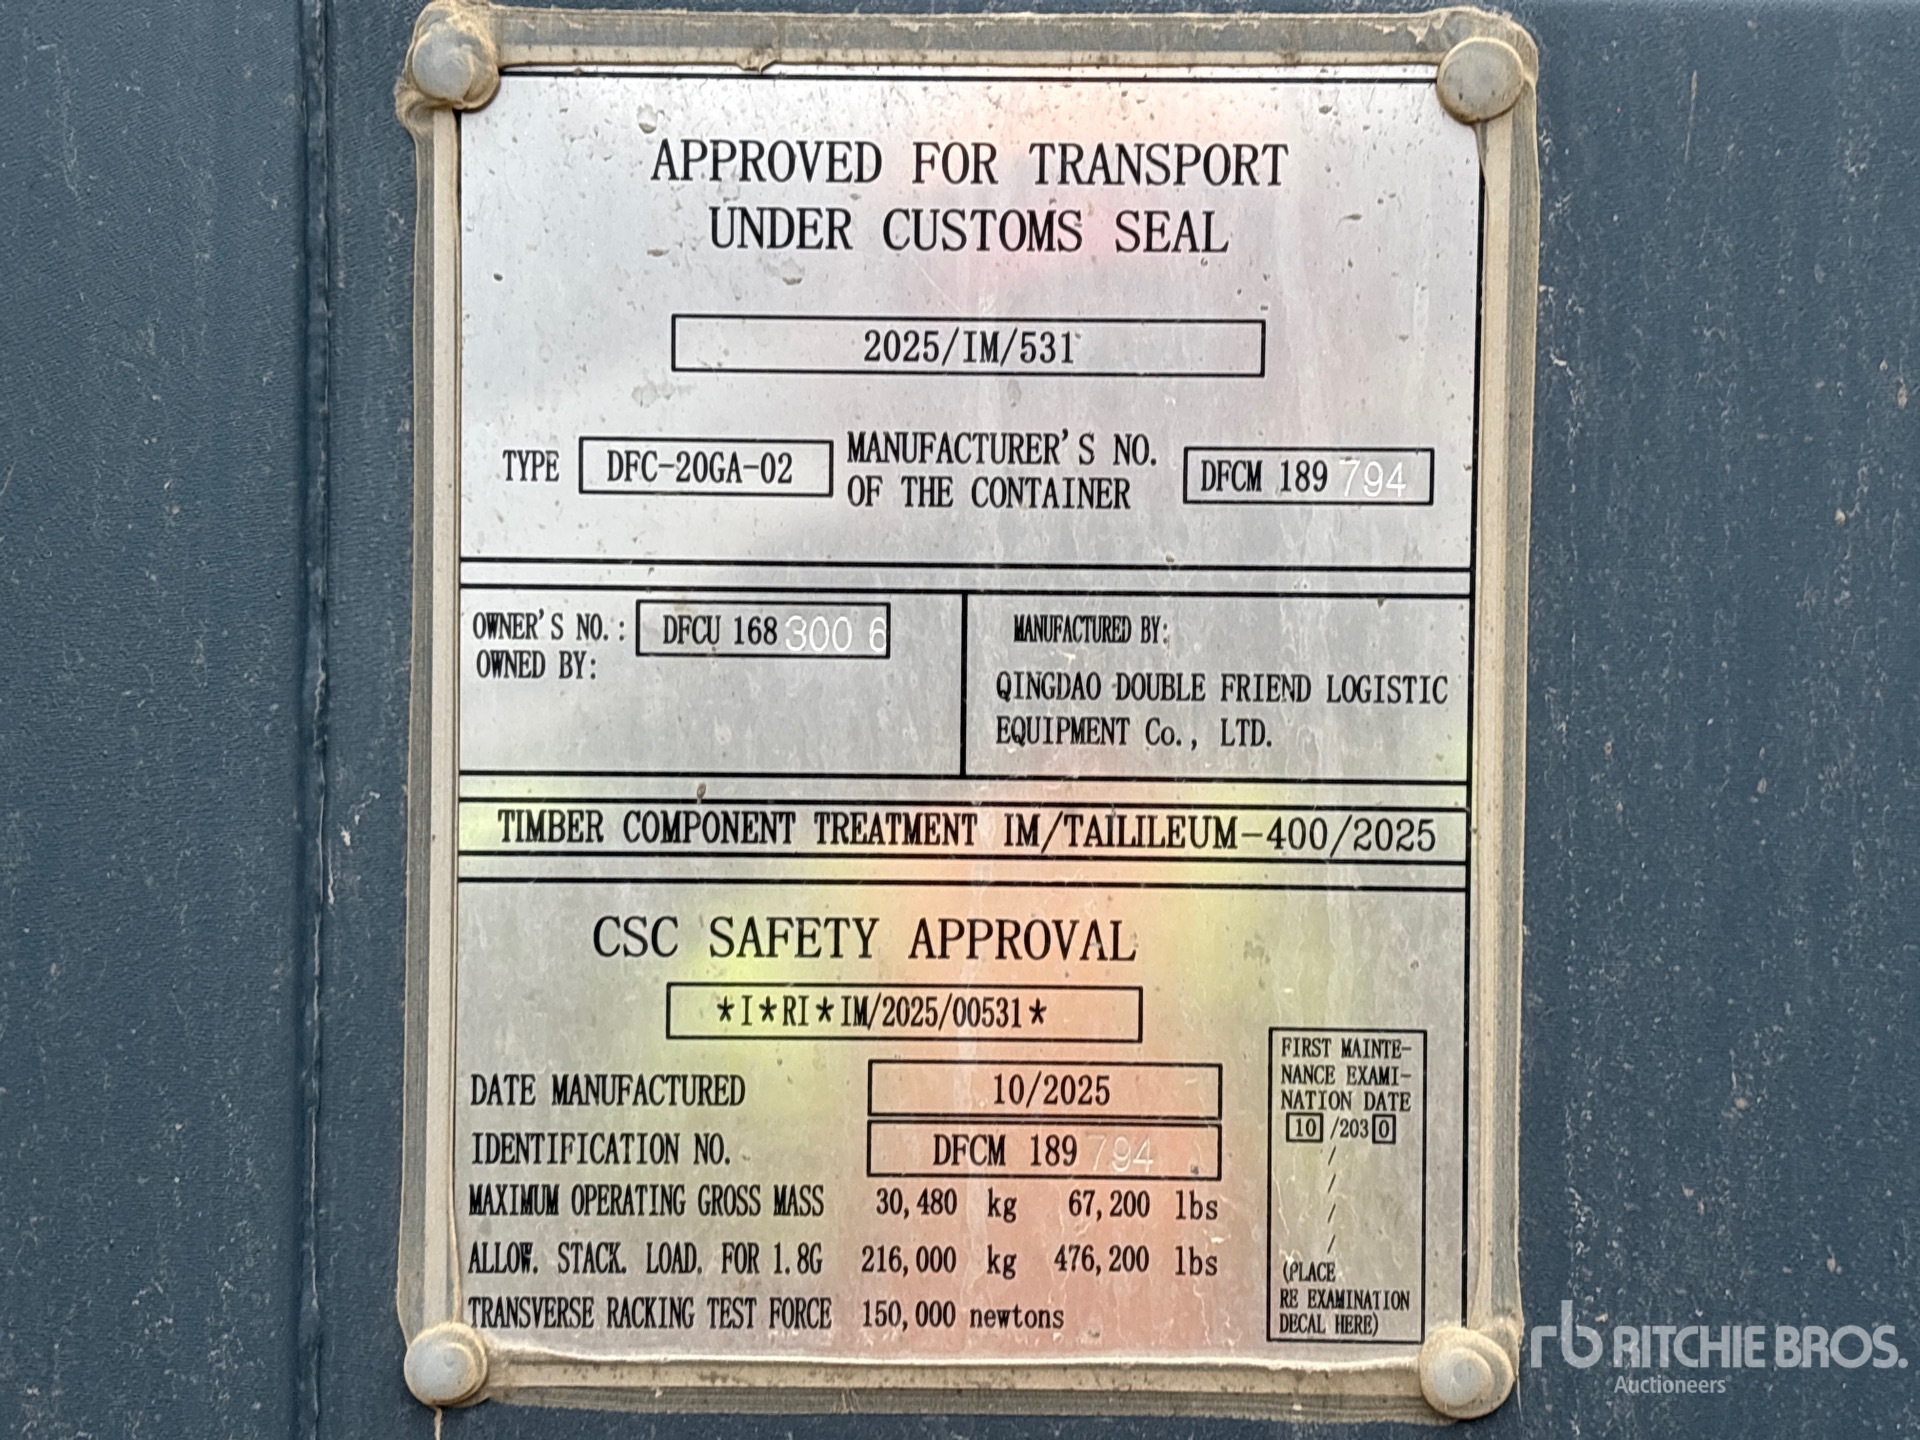 APPROVED FOR TRANSPORT
UNDER CUSTOMS SEAL
2025/IM/531
TYPE DFC-20GA-02 MANUFACTURER'S NO. OF THE CONTAINER DFCM 189 794
OWNER'S NO.: DFCU 168 300 6
OWNED BY:
MANUFACTURED BY:
QINGDAO DOUBLE FRIEND LOGISTIC
EQUIPMENT Co., LTD.
TIMBER COMPONENT TREATMENT IM/TAILILEUM-400/2025
CSC SAFETY APPROVAL
*I*RI*IM/2025/00531*
DATE MANUFACTURED 10/2025
IDENTIFICATION NO. DFCM 189 794
MAXIMUM OPERATING GROSS MASS 30,480 kg 67,200 lbs
ALLOW. STACK. LOAD. FOR 1.8G 216,000 kg 476,200 lbs
TRANSVERSE RACKING TEST FORCE 150,000 newtons
FIRST MAINTE-
NANCE EXAMI-
NATION DATE
10 /2030
/
/
/
/
(PLACE
RE EXAMINATION
DECAL HERE)
rb RITCHIE BROS.
Auctioneers